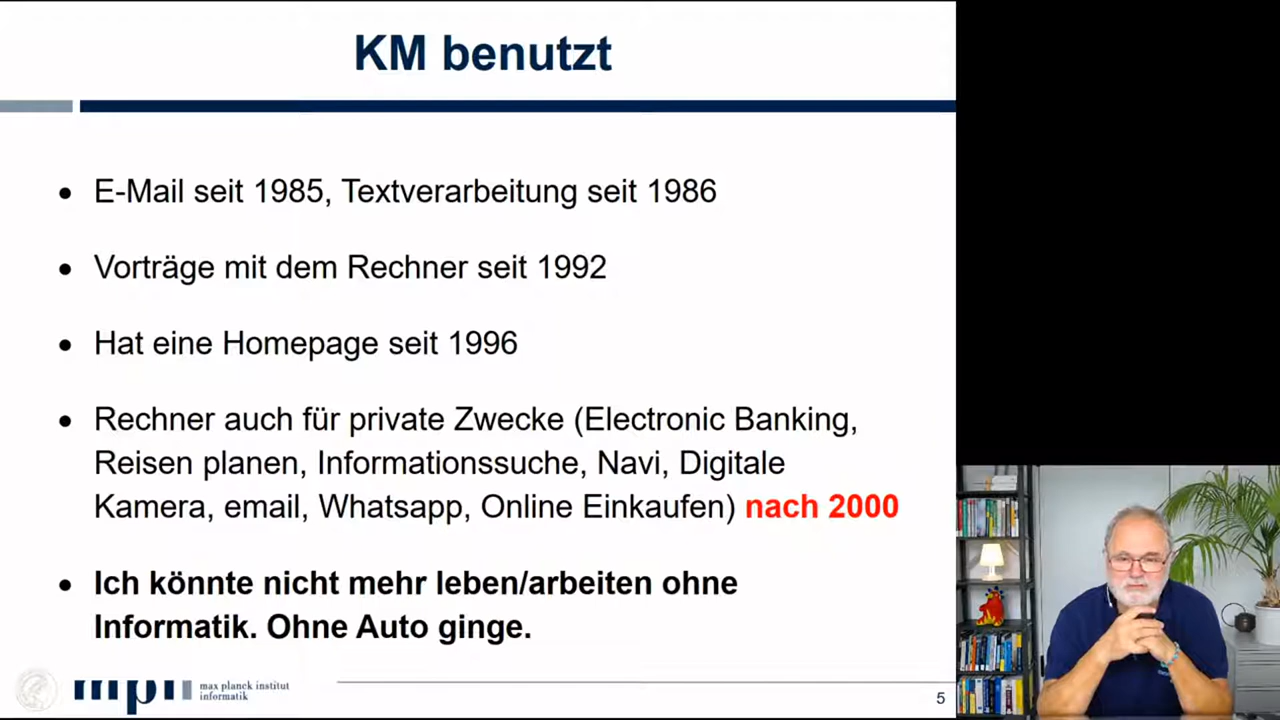 KM benutzt
• E-Mail seit 1985, Textverarbeitung seit 1986
• Vorträge mit dem Rechner seit 1992
• Hat eine Homepage seit 1996
• Rechner auch für private Zwecke (Electronic Banking,
Reisen planen, Informationssuche, Navi, Digitale
Kamera, email, Whatsapp, Online Einkaufen) nach 2000
• Ich könnte nicht mehr leben/arbeiten ohne
Informatik. Ohne Auto ginge.
mpii
max planck institut
informatik
5